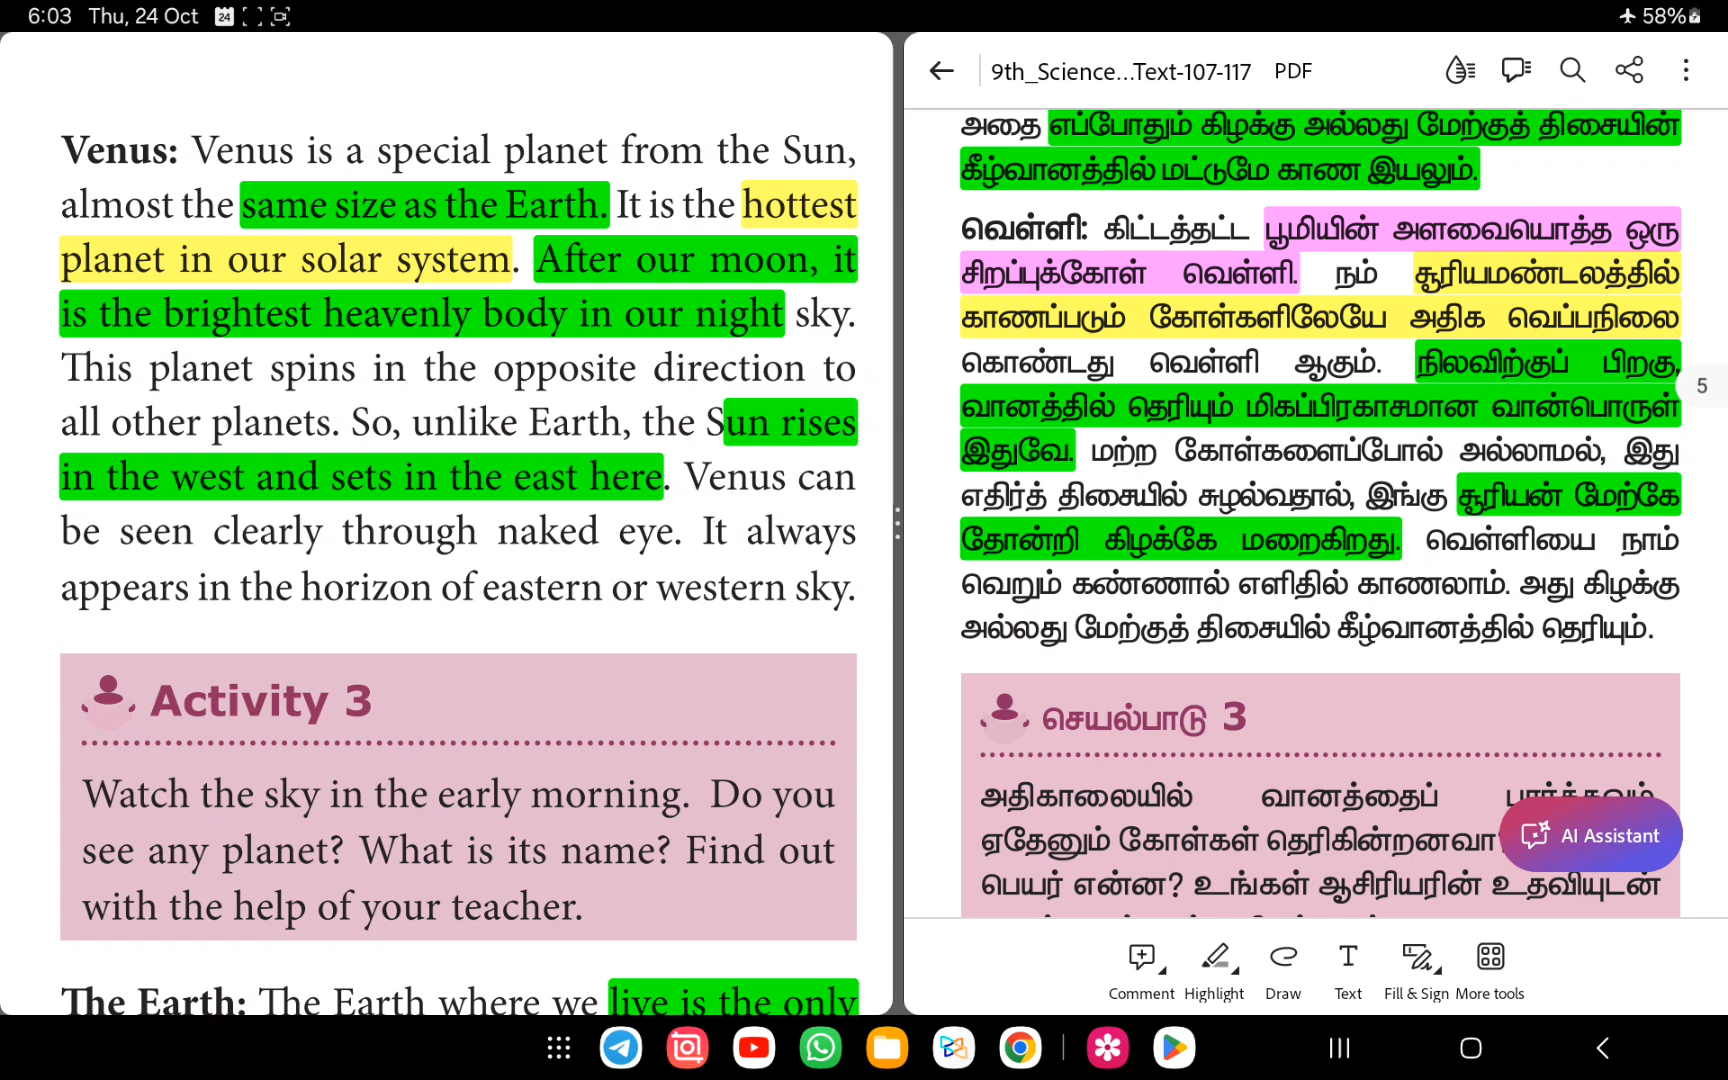 6:03 Thu, 24 Oct 24
58%
Venus: Venus is a special planet from the Sun,
almost the same size as the Earth. It is the hottest
planet in our solar system. After our moon, it
is the brightest heavenly body in our night sky.
This planet spins in the opposite direction to
all other planets. So, unlike Earth, the Sun rises
in the west and sets in the east here. Venus can
be seen clearly through naked eye. It always
appears in the horizon of eastern or western sky.
Activity 3
Watch the sky in the early morning. Do you
see any planet? What is its name? Find out
with the help of your teacher.
The Earth: The Earth where we live is the only
9th_Science...Text-107-117 PDF
அதை எப்போதும் கிழக்கு அல்லது மேற்குத் திசையின்
கீழ்வானத்தில் மட்டுமே காண இயலும்.
வெள்ளி: கிட்டத்தட்ட பூமியின் அளவையொத்த ஒரு
சிறப்புக்கோள் வெள்ளி. நம் சூரியமண்டலத்தில்
காணப்படும் கோள்களிலேயே அதிக வெப்பநிலை
கொண்டது வெள்ளி ஆகும். நிலவிற்குப் பிறகு,
வானத்தில் தெரியும் மிகப்பிரகாசமான வான்பொருள்
இதுவே. மற்ற கோள்களைப்போல் அல்லாமல், இது
எதிர்த் திசையில் சுழல்வதால், இங்கு சூரியன் மேற்கே
தோன்றி கிழக்கே மறைகிறது. வெள்ளியை நாம்
வெறும் கண்ணால் எளிதில் காணலாம். அது கிழக்கு
அல்லது மேற்குத் திசையில் கீழ்வானத்தில் தெரியும்.
5
செயல்பாடு 3
அதிகாலையில் வானத்தைப் பார்க்கவும்.
ஏதேனும் கோள்கள் தெரிகின்றனவா?
பெயர் என்ன? உங்கள் ஆசிரியரின் உதவியுடன்
AI Assistant
Comment Highlight Draw Text Fill & Sign More tools